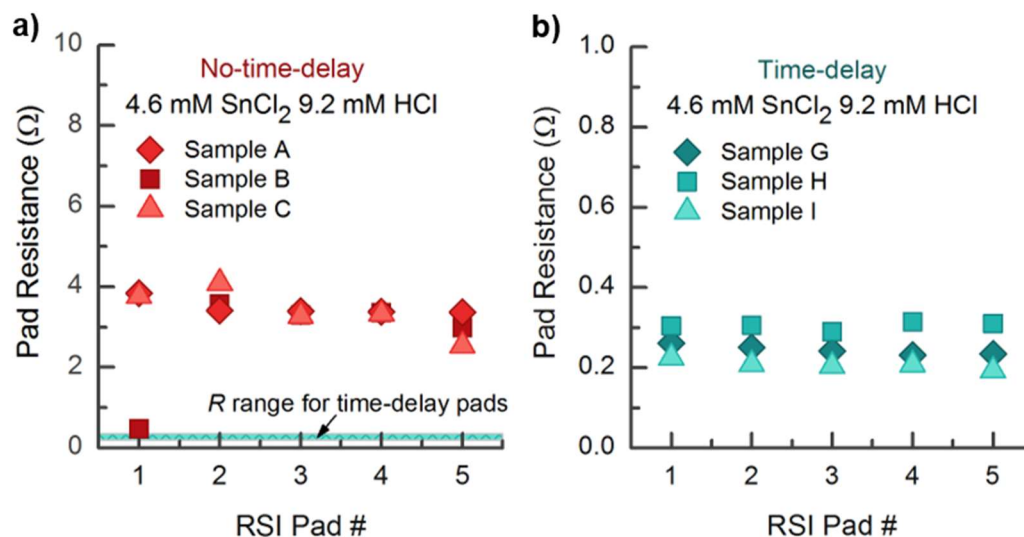 a)
No-time-delay
4.6 mM SnCl2 9.2 mM HCl
Sample A
Sample B
Sample C
R range for time-delay pads
Pad Resistance (Ω)
10
8
6
4
2
0
1 2 3 4 5
RSI Pad #
b)
Time-delay
4.6 mM SnCl2 9.2 mM HCl
Sample G
Sample H
Sample I
Pad Resistance (Ω)
1.0
0.8
0.6
0.4
0.2
0.0
1 2 3 4 5
RSI Pad #